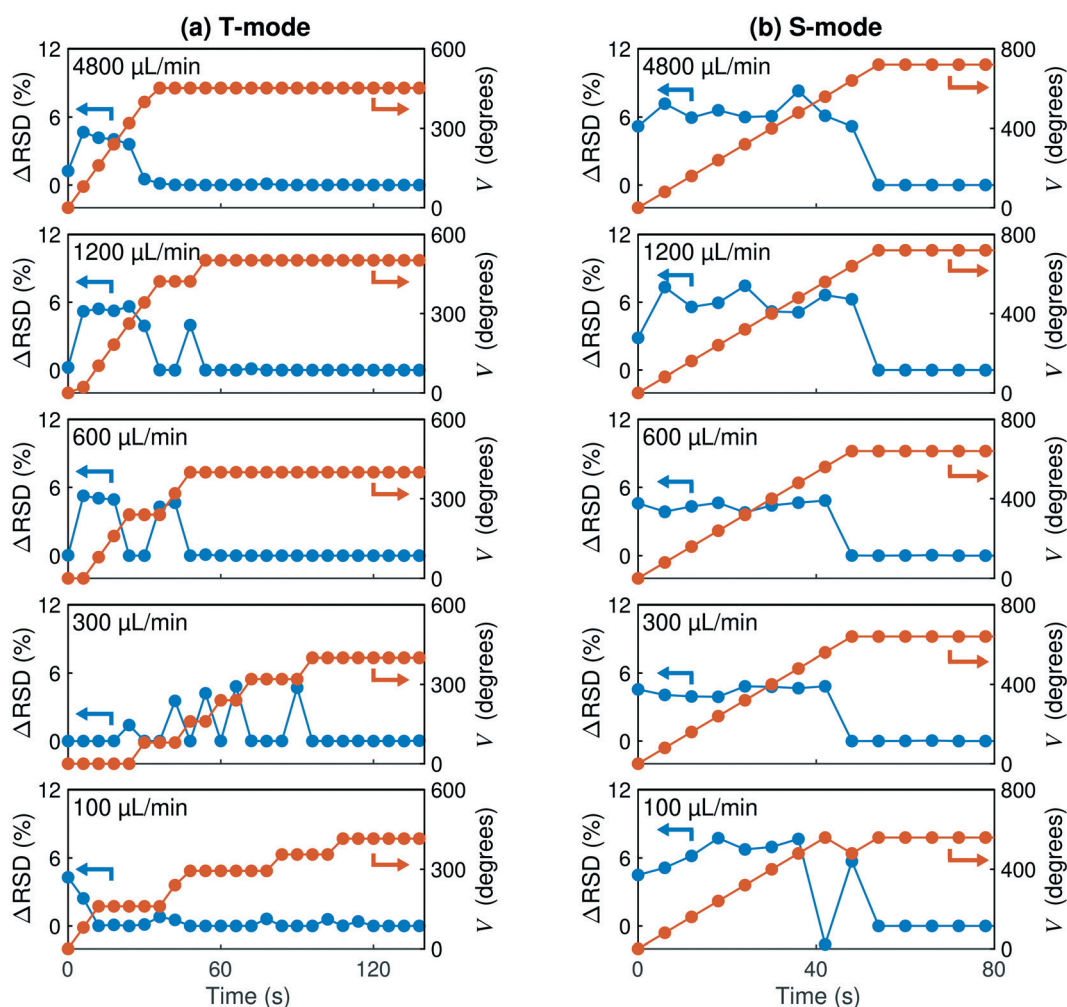 (a) T-mode
(b) S-mode
4800 µL/min
12
6
0
ΔRSD (%)
600
300
0
V (degrees)
4800 µL/min
12
6
0
ΔRSD (%)
800
400
0
V (degrees)
1200 µL/min
12
6
0
ΔRSD (%)
600
300
0
V (degrees)
1200 µL/min
12
6
0
ΔRSD (%)
800
400
0
V (degrees)
600 µL/min
12
6
0
ΔRSD (%)
600
300
0
V (degrees)
600 µL/min
12
6
0
ΔRSD (%)
800
400
0
V (degrees)
300 µL/min
12
6
0
ΔRSD (%)
600
300
0
V (degrees)
300 µL/min
12
6
0
ΔRSD (%)
800
400
0
V (degrees)
100 µL/min
12
6
0
ΔRSD (%)
600
300
0
V (degrees)
0 60 120
Time (s)
100 µL/min
12
6
0
ΔRSD (%)
800
400
0
V (degrees)
0 40 80
Time (s)